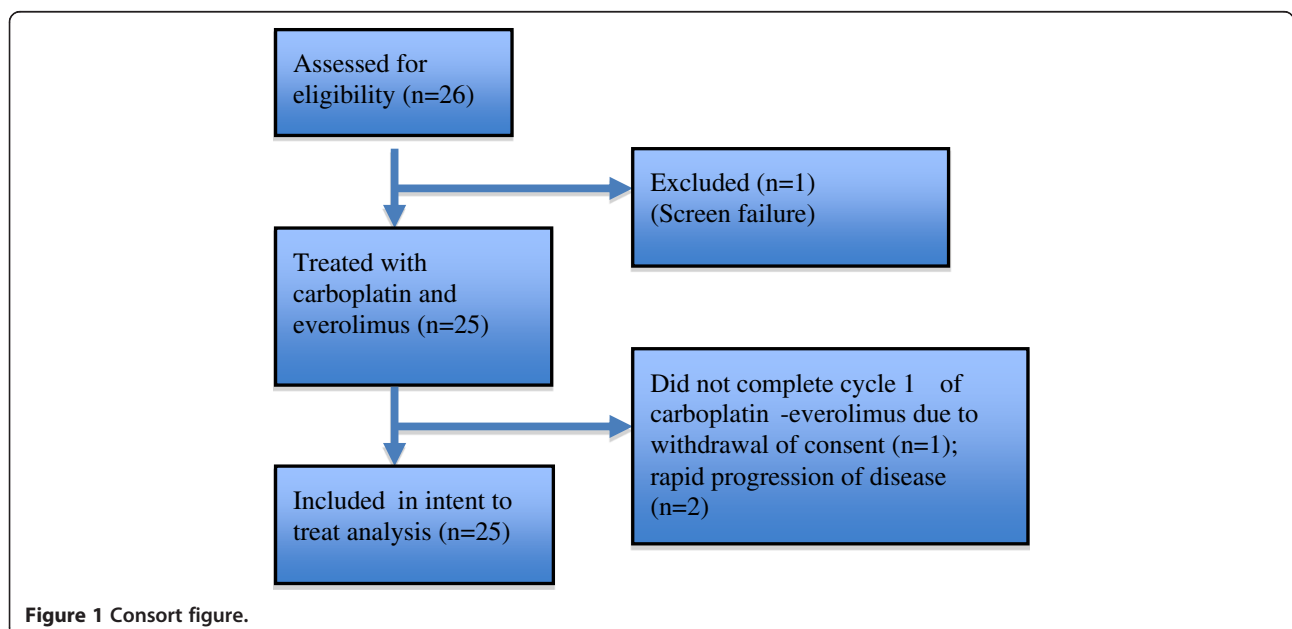 Assessed for
eligibility (n=26)
Excluded (n=1)
(Screen failure)
Treated with
carboplatin and
everolimus (n=25)
Did not complete cycle 1 of
carboplatin -everolimus due to
withdrawal of consent (n=1);
rapid progression of disease
(n=2)
Included in intent to
treat analysis (n=25)
Figure 1 Consort figure.